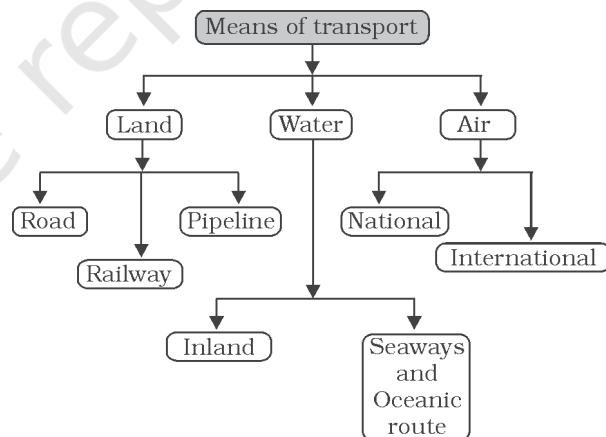 Means of transport
Land
Water
Air
Road
Pipeline
National
Railway
International
Inland
Seaways
and
Oceanic
route